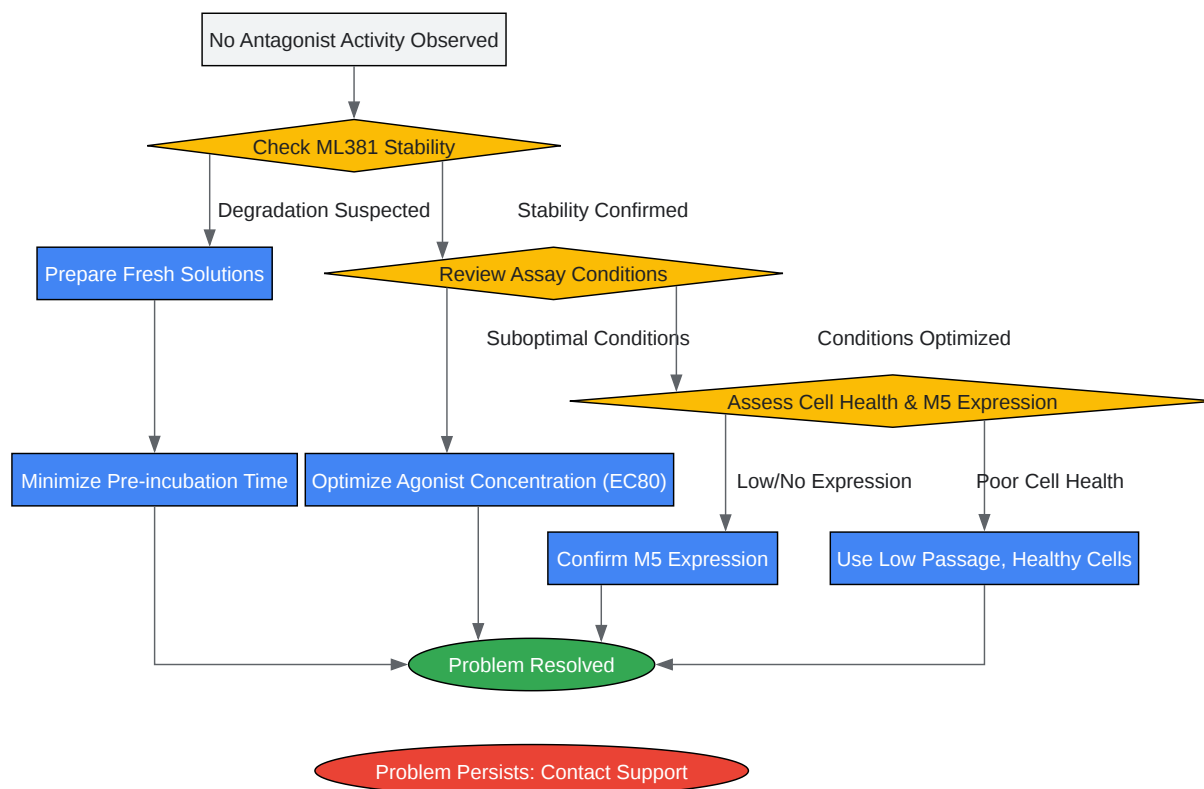 No Antagonist Activity Observed
Check ML381 Stability
Degradation Suspected
Stability Confirmed
Prepare Fresh Solutions
Review Assay Conditions
Suboptimal Conditions
Conditions Optimized
Assess Cell Health & M5 Expression
Minimize Pre-incubation Time
Optimize Agonist Concentration (EC80)
Low/No Expression
Poor Cell Health
Confirm M5 Expression
Use Low Passage, Healthy Cells
Problem Resolved
Problem Persists: Contact Support